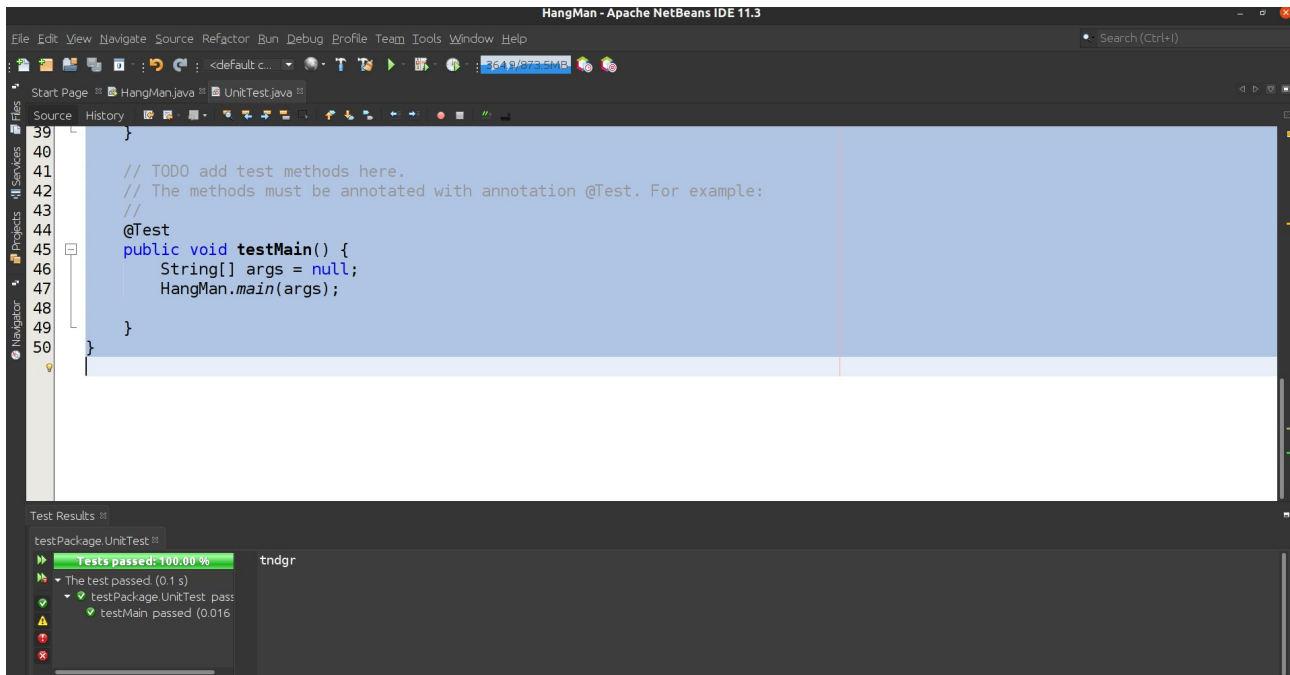 HangMan - Apache NetBeans IDE 11.3
File Edit View Navigate Source Refactor Run Debug Profile Team Tools Window Help
Search (Ctrl+I)
<default c...
364.9/873.5MB
Start Page HangMan.java UnitTest.java
Source History
Files
Services
Projects
Navigator
39 }
40
41 // TODO add test methods here.
42 // The methods must be annotated with annotation @Test. For example:
43 //
44 @Test
45 public void testMain() {
46 String[] args = null;
47 HangMan.main(args);
48
49 }
50 }
Test Results
testPackage.UnitTest
Tests passed: 100.00 %
tndgr
The test passed. (0.1 s)
testPackage.UnitTest pass
testMain passed (0.016